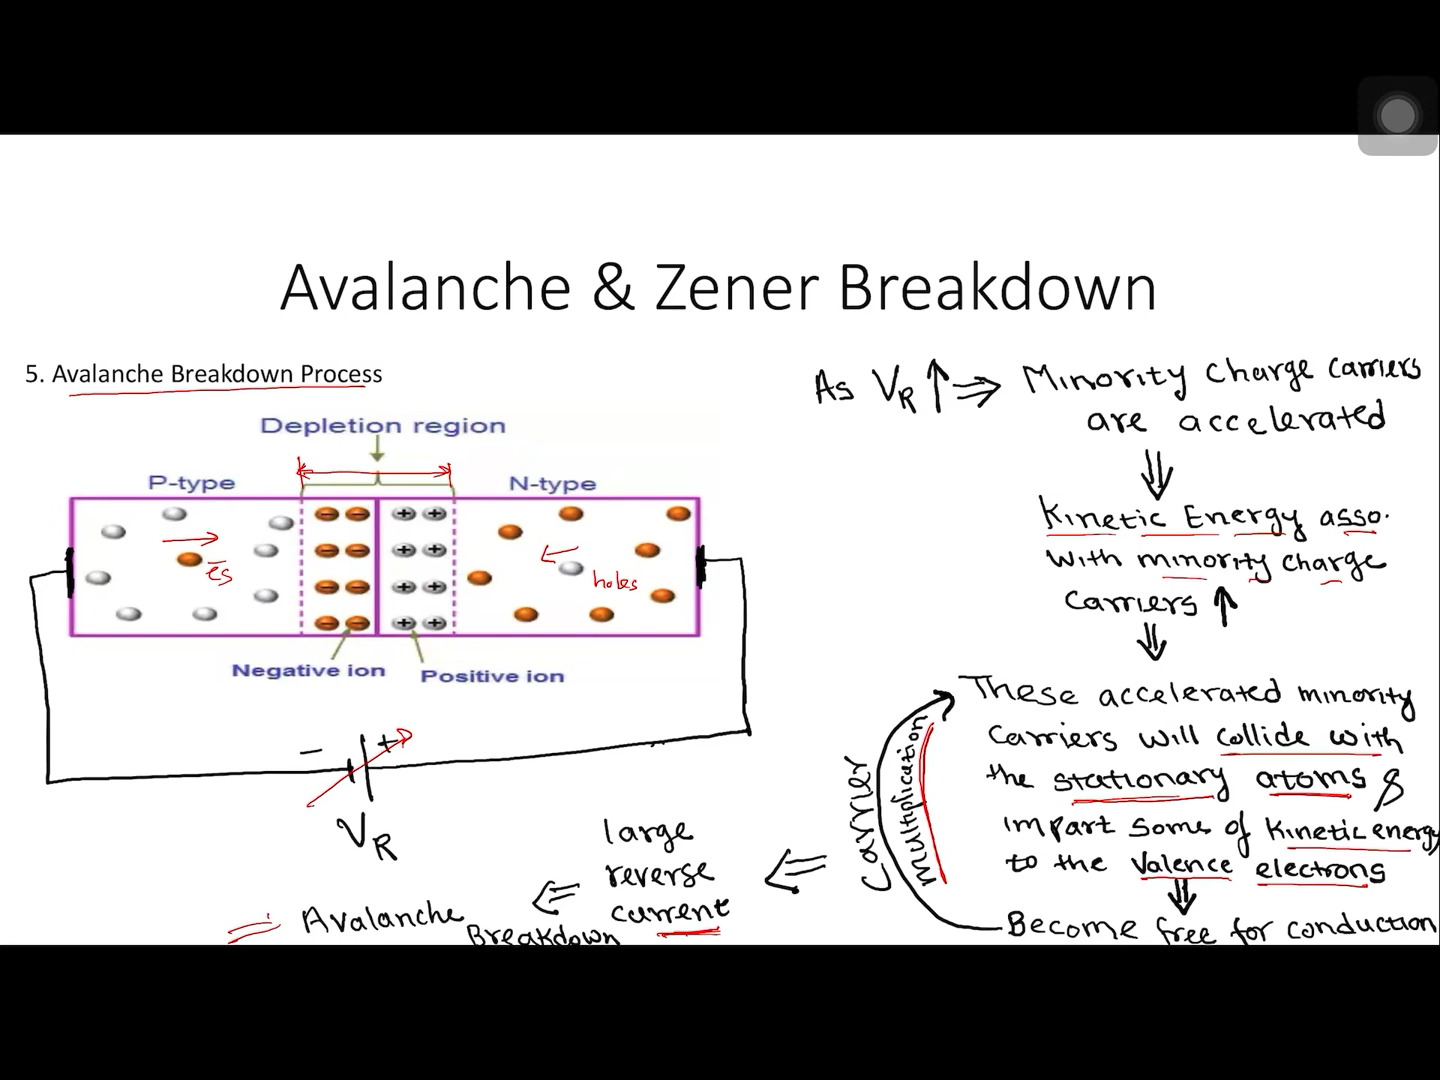 Avalanche & Zener Breakdown
5. Avalanche Breakdown Process
Depletion region
P-type
N-type
es
holes
Negative ion
Positive ion
− +
VR
As VR ↑ ⇒ Minority charge carriers
are accelerated
Kinetic Energy asso.
with minority charge
carriers ↑
These accelerated minority
carriers will collide with
the stationary atoms &
impart some of kinetic energy
to the valence electrons
Become free for conduction
carrier
multiplication
large
reverse
current
Avalanche
Breakdown